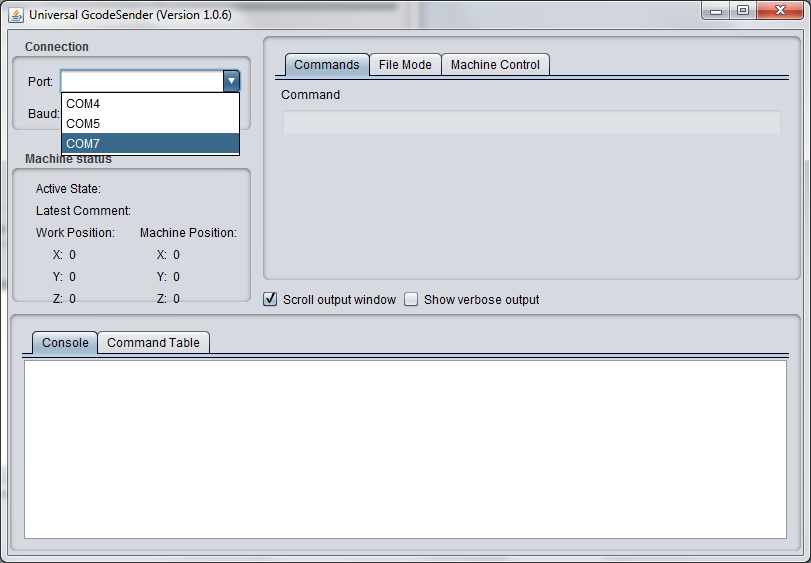 Universal GcodeSender (Version 1.0.6)
Connection
Port:
COM4
COM5
COM7
Baud:
Commands File Mode Machine Control
Command
Machine status
Active State:
Latest Comment:
Work Position: Machine Position:
X: 0 X: 0
Y: 0 Y: 0
Z: 0 Z: 0
Scroll output window Show verbose output
Console Command Table